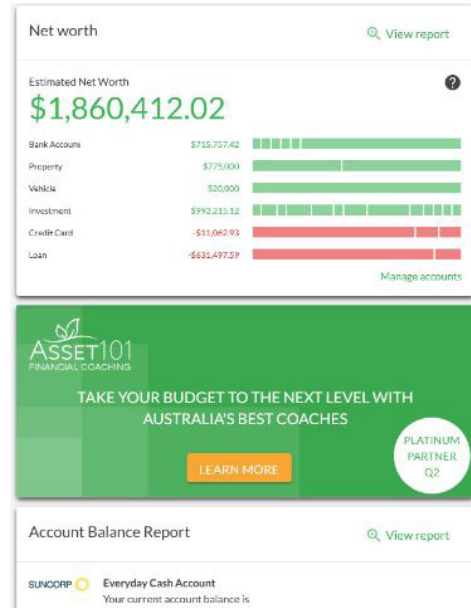 Net worth
View report
Estimated Net Worth
?
$1,860,412.02
Bank Account $715,757.42
Property $775,000
Vehicle $20,000
Investment $992,215.12
Credit Card -$11,062.93
Loan -$631,497.59
Manage accounts
ASSET101
FINANCIAL COACHING
TAKE YOUR BUDGET TO THE NEXT LEVEL WITH
AUSTRALIA'S BEST COACHES
LEARN MORE
PLATINUM
PARTNER
Q2
Account Balance Report
View report
SUNCORP
Everyday Cash Account
Your current account balance is